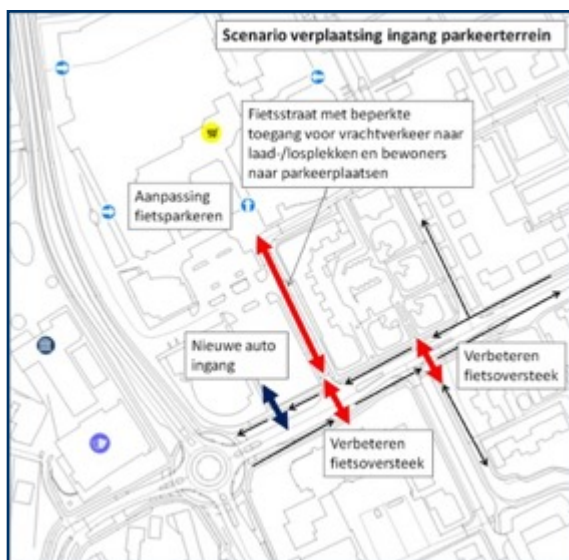 Scenario verplaatsing ingang parkeerterrein
Fietsstraat met beperkte
toegang voor vrachtverkeer naar
laad-/losplekken en bewoners
naar parkeerplaatsen
Aanpassing
fietsparkeren
Nieuwe auto
ingang
Verbeteren
fietsoversteek
Verbeteren
fietsoversteek